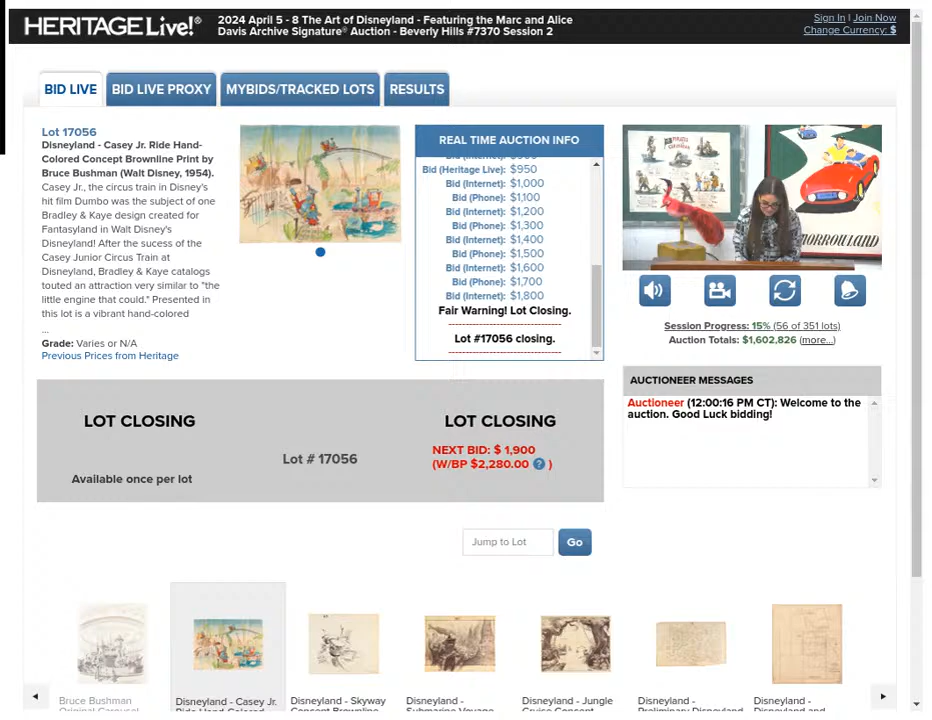 HERITAGE Live!®
2024 April 5 - 8 The Art of Disneyland - Featuring the Marc and Alice
Davis Archive Signature® Auction - Beverly Hills #7370 Session 2
Sign In | Join Now
Change Currency: $
BID LIVE
BID LIVE PROXY
MYBIDS/TRACKED LOTS
RESULTS
Lot 17056
Disneyland - Casey Jr. Ride Hand-
Colored Concept Brownline Print by
Bruce Bushman (Walt Disney, 1954).
Casey Jr., the circus train in Disney's
hit film Dumbo was the subject of one
Bradley & Kaye design created for
Fantasyland in Walt Disney's
Disneyland! After the sucess of the
Casey Junior Circus Train at
Disneyland, Bradley & Kaye catalogs
touted an attraction very similar to "the
little engine that could." Presented in
this lot is a vibrant hand-colored
...
Grade: Varies or N/A
Previous Prices from Heritage
REAL TIME AUCTION INFO
Bid (Heritage Live): $950
Bid (Internet): $1,000
Bid (Phone): $1,100
Bid (Internet): $1,200
Bid (Phone): $1,300
Bid (Internet): $1,400
Bid (Phone): $1,500
Bid (Internet): $1,600
Bid (Phone): $1,700
Bid (Internet): $1,800
Fair Warning! Lot Closing.
-----------------------------------
Lot #17056 closing.
-----------------------------------
Session Progress: 15% (56 of 351 lots)
Auction Totals: $1,602,826 (more...)
AUCTIONEER MESSAGES
Auctioneer (12:00:16 PM CT): Welcome to the
auction. Good Luck bidding!
LOT CLOSING
Available once per lot
Lot # 17056
LOT CLOSING
NEXT BID: $ 1,900
(W/BP $2,280.00 ? )
Jump to Lot
Go
Bruce Bushman
Disneyland - Casey Jr.
Disneyland - Skyway
Disneyland -
Disneyland - Jungle
Disneyland -
Disneyland -